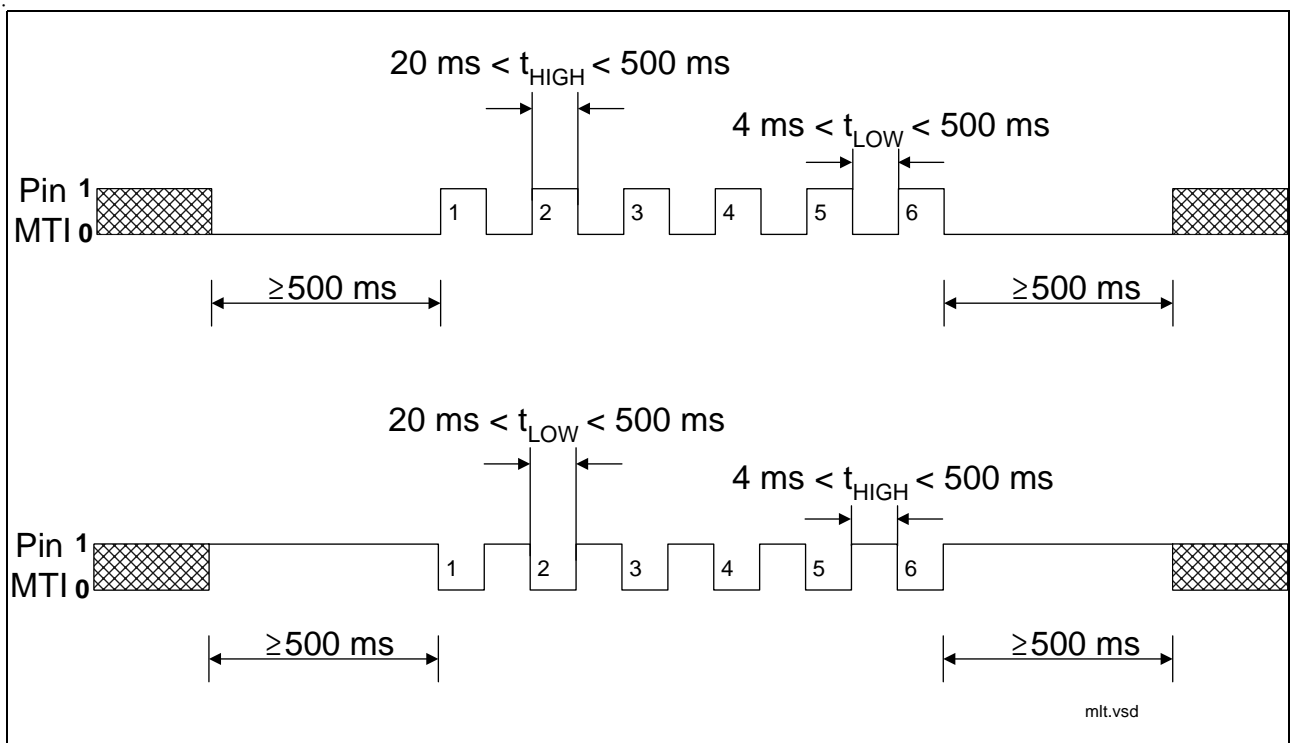 20 ms < tHIGH < 500 ms
4 ms < tLOW < 500 ms
Pin 1
MTI 0
1 2 3 4 5 6
≥500 ms ≥500 ms
20 ms < tLOW < 500 ms
4 ms < tHIGH < 500 ms
Pin 1
MTI 0
1 2 3 4 5 6
≥500 ms ≥500 ms
mlt.vsd